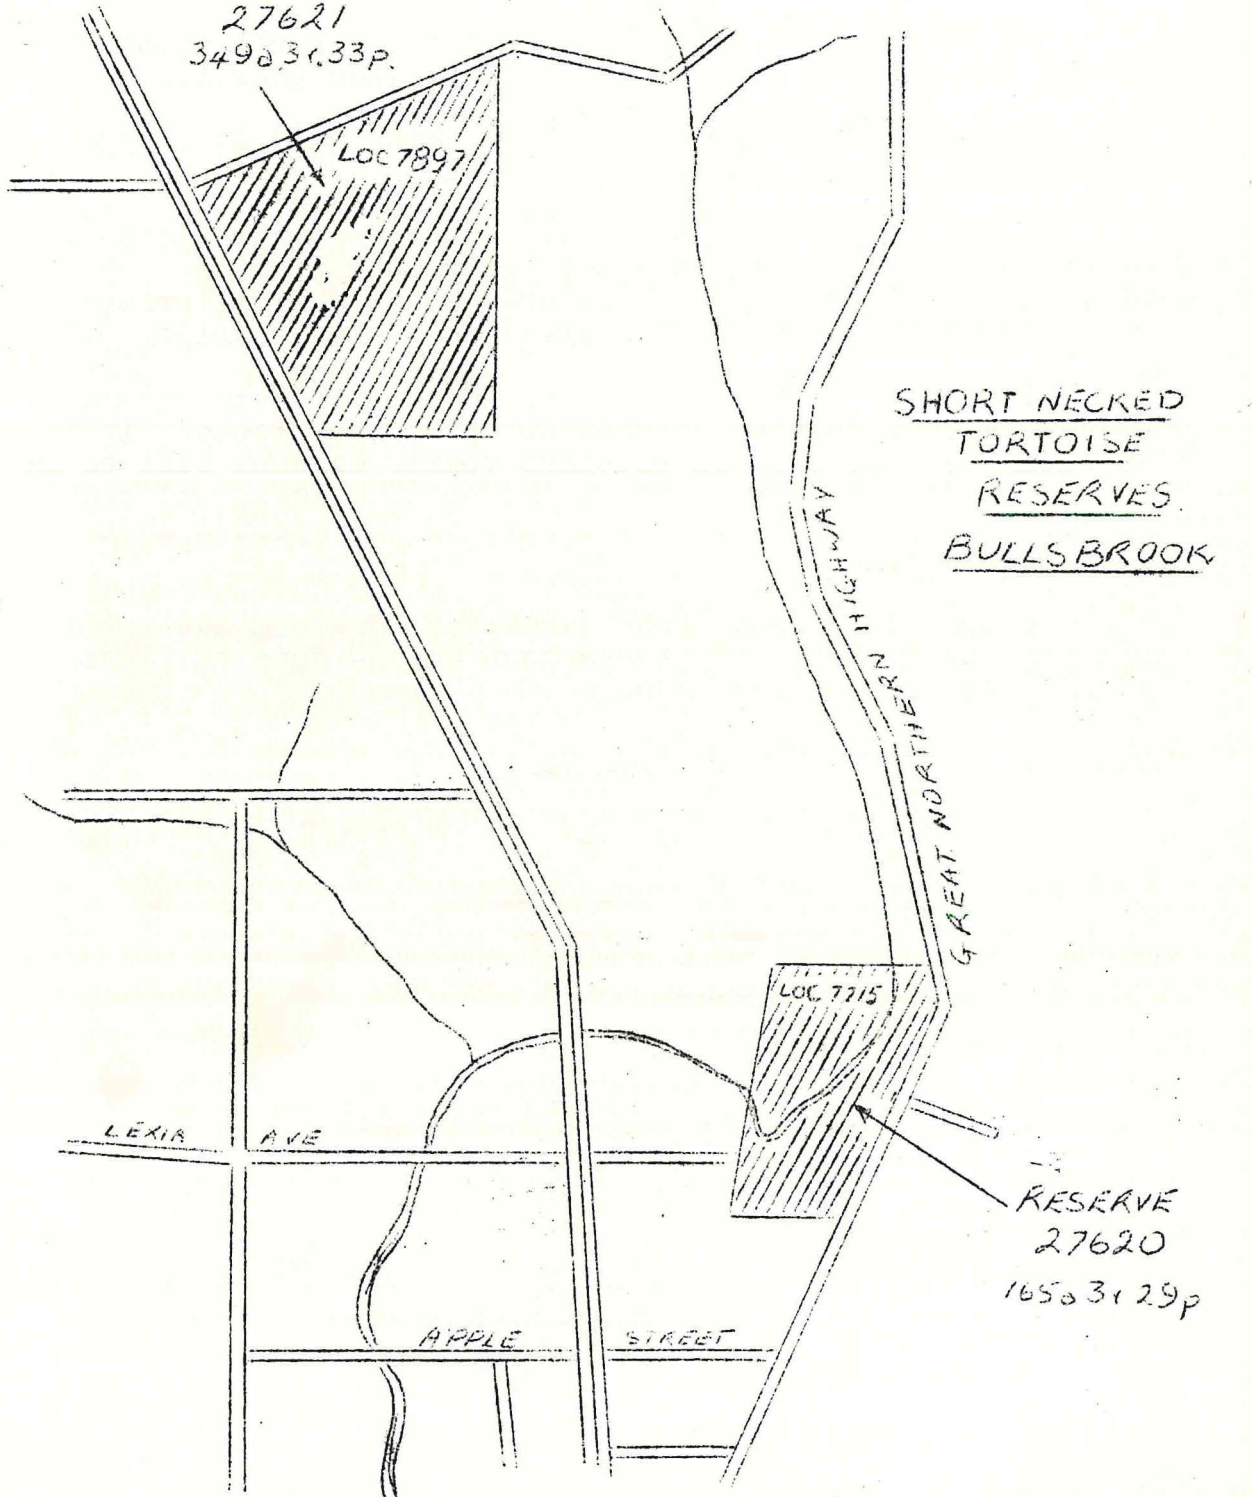 27621
349a 3r. 33p.
LOC 7897
SHORT NECKED
TORTOISE
RESERVES.
BULLSBROOK
GREAT NORTHERN HIGHWAY
LOC 7715
LEXIA AVE
RESERVE
27620
165a 3r 29p
APPLE STREET